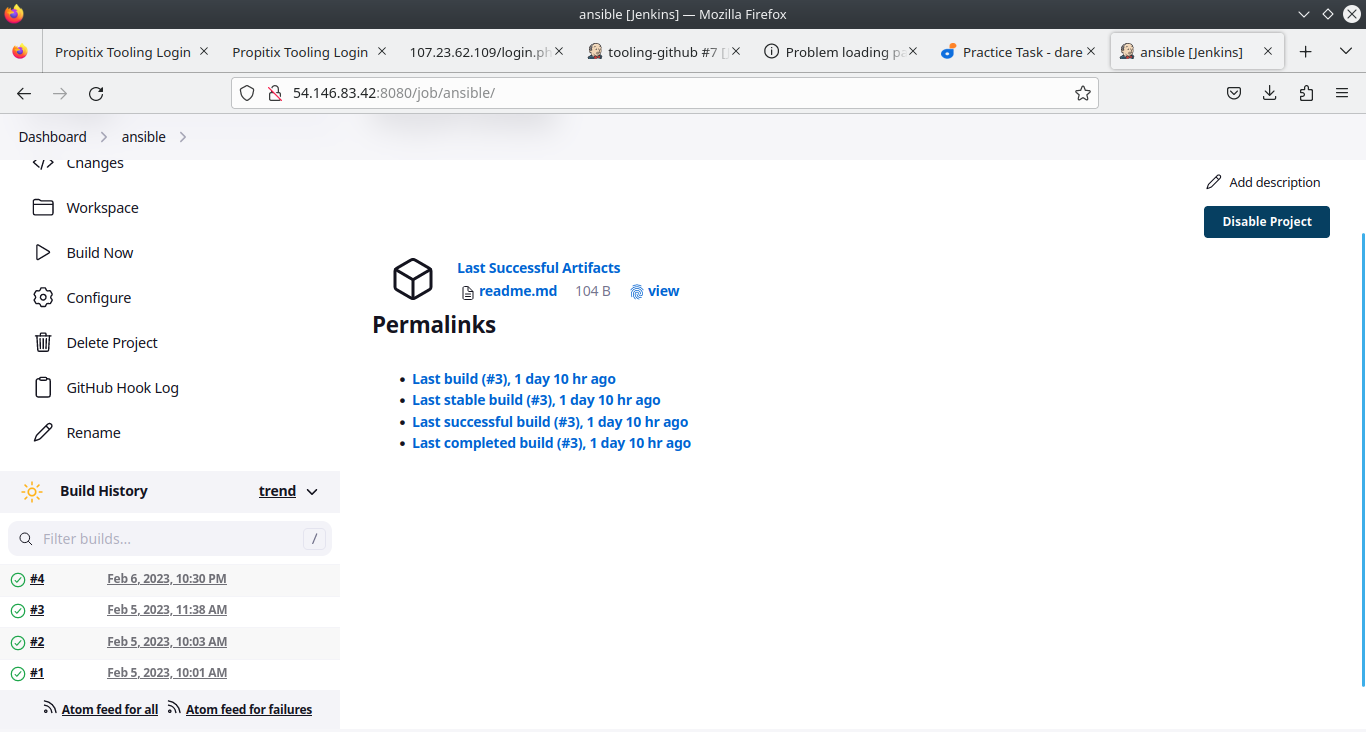 ansible [Jenkins] — Mozilla Firefox
Propitix Tooling Login
Propitix Tooling Login
107.23.62.109/login.ph
tooling-github #7 [J
Problem loading pa
Practice Task - dare
ansible [Jenkins]
54.146.83.42:8080/job/ansible/
Dashboard
ansible
Changes
Workspace
Build Now
Configure
Delete Project
GitHub Hook Log
Rename
Add description
Disable Project
Last Successful Artifacts
readme.md 104 B view
Permalinks
• Last build (#3), 1 day 10 hr ago
• Last stable build (#3), 1 day 10 hr ago
• Last successful build (#3), 1 day 10 hr ago
• Last completed build (#3), 1 day 10 hr ago
Build History trend
Filter builds... /
#4 Feb 6, 2023, 10:30 PM
#3 Feb 5, 2023, 11:38 AM
#2 Feb 5, 2023, 10:03 AM
#1 Feb 5, 2023, 10:01 AM
Atom feed for all Atom feed for failures